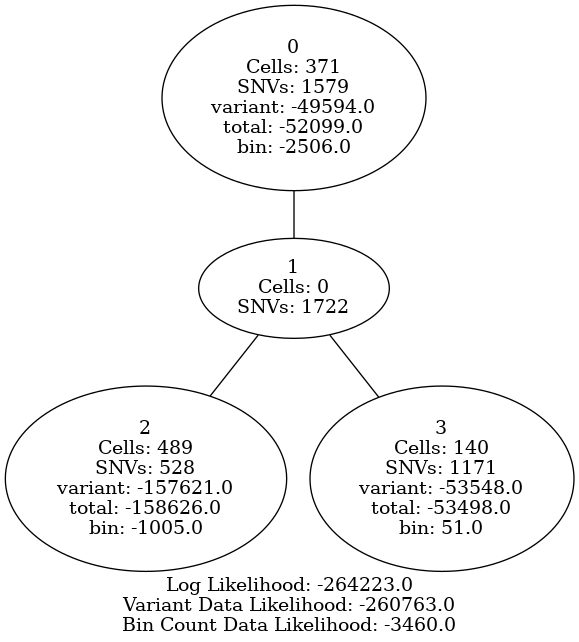 0
Cells: 371
SNVs: 1579
variant: -49594.0
total: -52099.0
bin: -2506.0
1
Cells: 0
SNVs: 1722
2
Cells: 489
SNVs: 528
variant: -157621.0
total: -158626.0
bin: -1005.0
3
Cells: 140
SNVs: 1171
variant: -53548.0
total: -53498.0
bin: 51.0
Log Likelihood: -264223.0
Variant Data Likelihood: -260763.0
Bin Count Data Likelihood: -3460.0